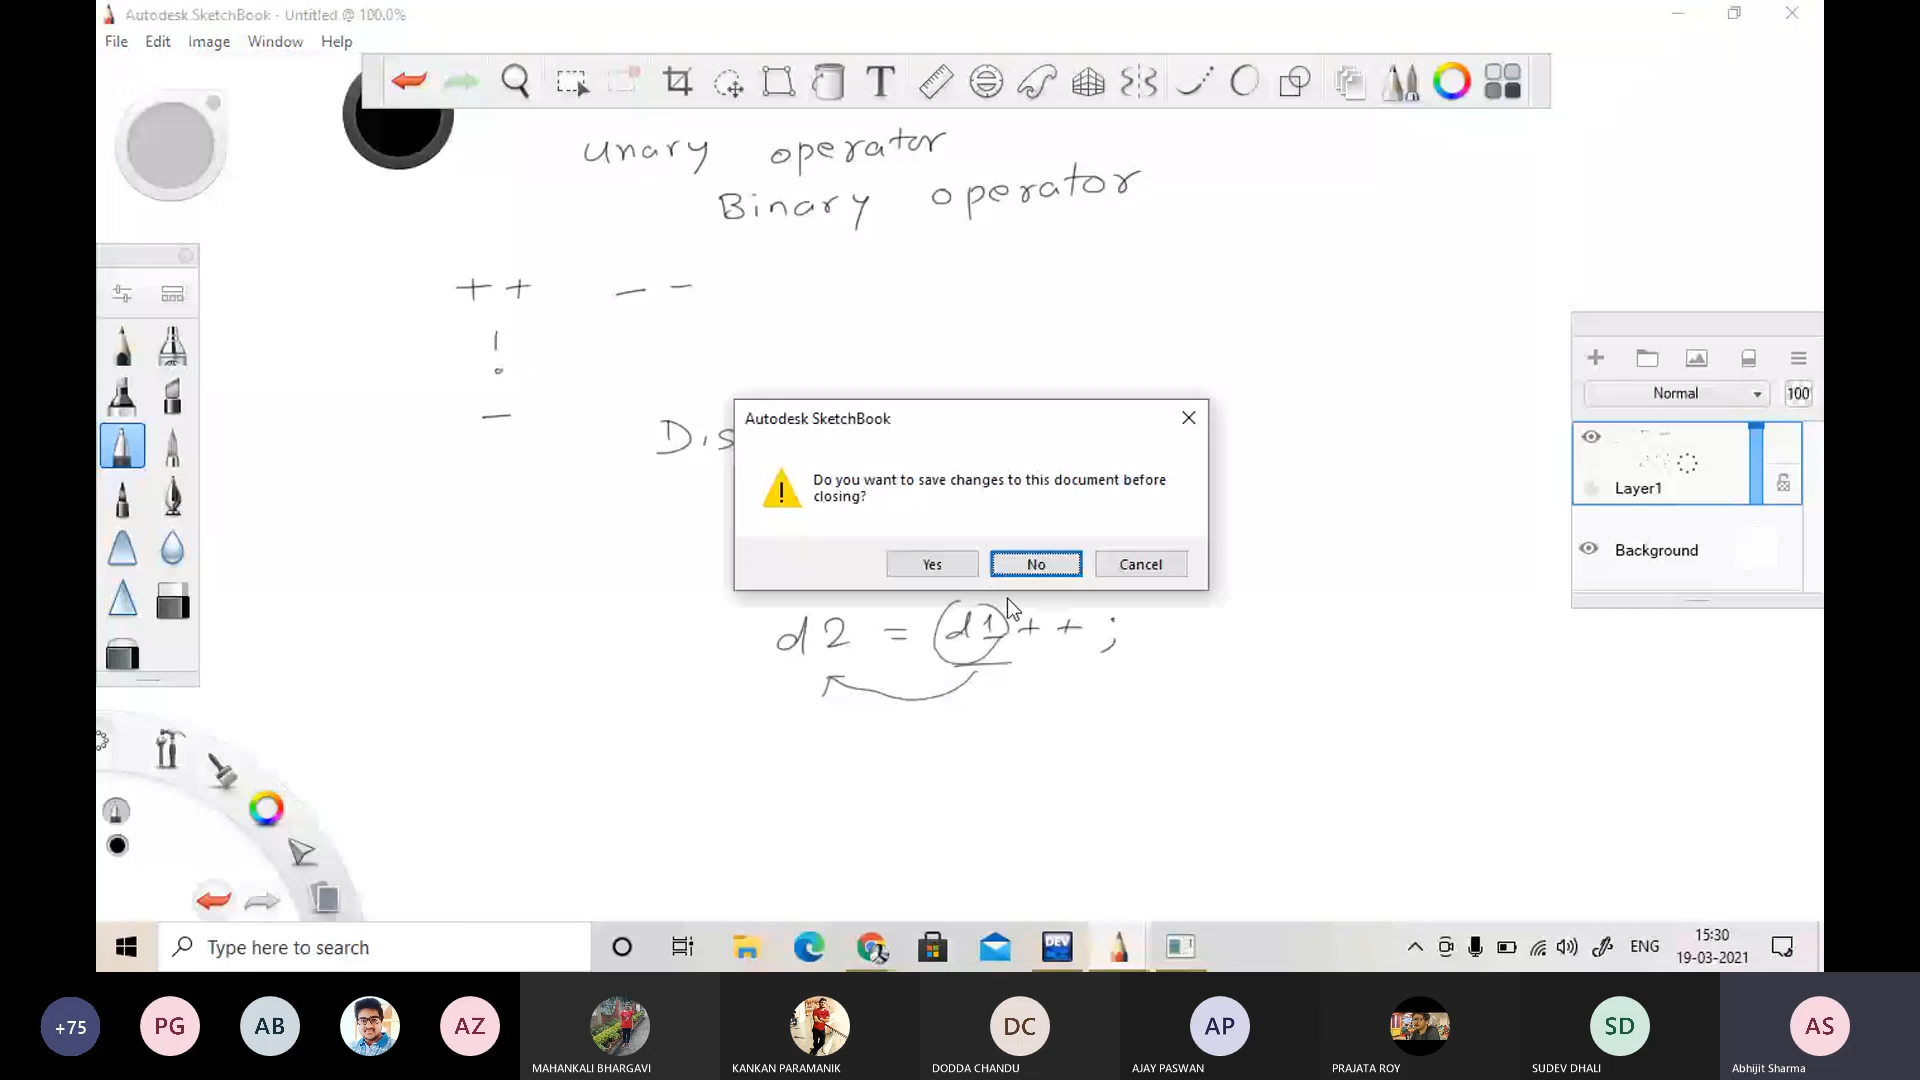 Autodesk SketchBook - Untitled @ 100.0%
File Edit Image Window Help
T
Unary operator
Binary operator
++ --
!
-
Dis
Normal 100
Layer1
Background
Autodesk SketchBook
Do you want to save changes to this document before
closing?
Yes No Cancel
d2 = d1++;
Type here to search
DEV
ENG
15:30
19-03-2021
+75 PG AB AZ DC AP SD AS
MAHANKALI BHARGAVI KANKAN PARAMANIK DODDA CHANDU AJAY PASWAN PRAJATA ROY SUDEV DHALI Abhijit Sharma